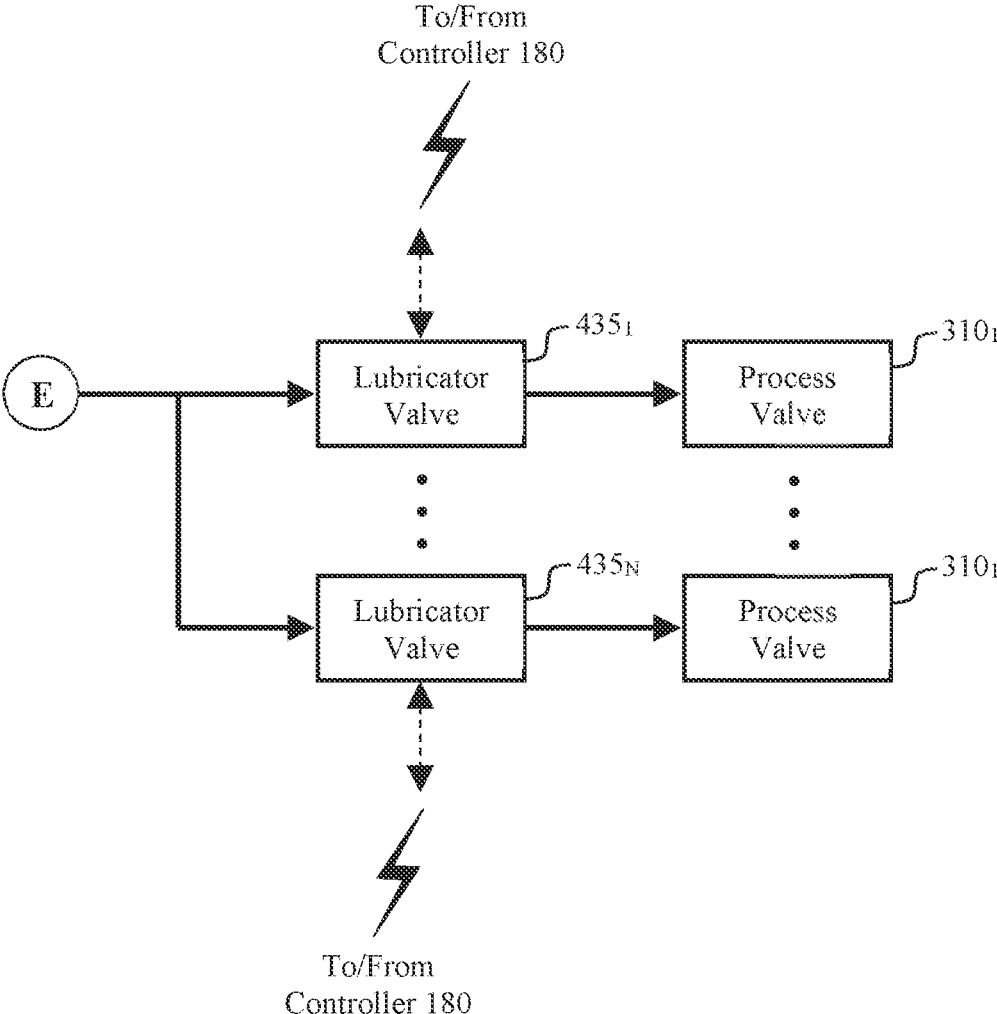 To/From
Controller 180
435₁
310₁
E
Lubricator
Valve
Process
Valve
435N
310₁
Lubricator
Valve
Process
Valve
To/From
Controller 180